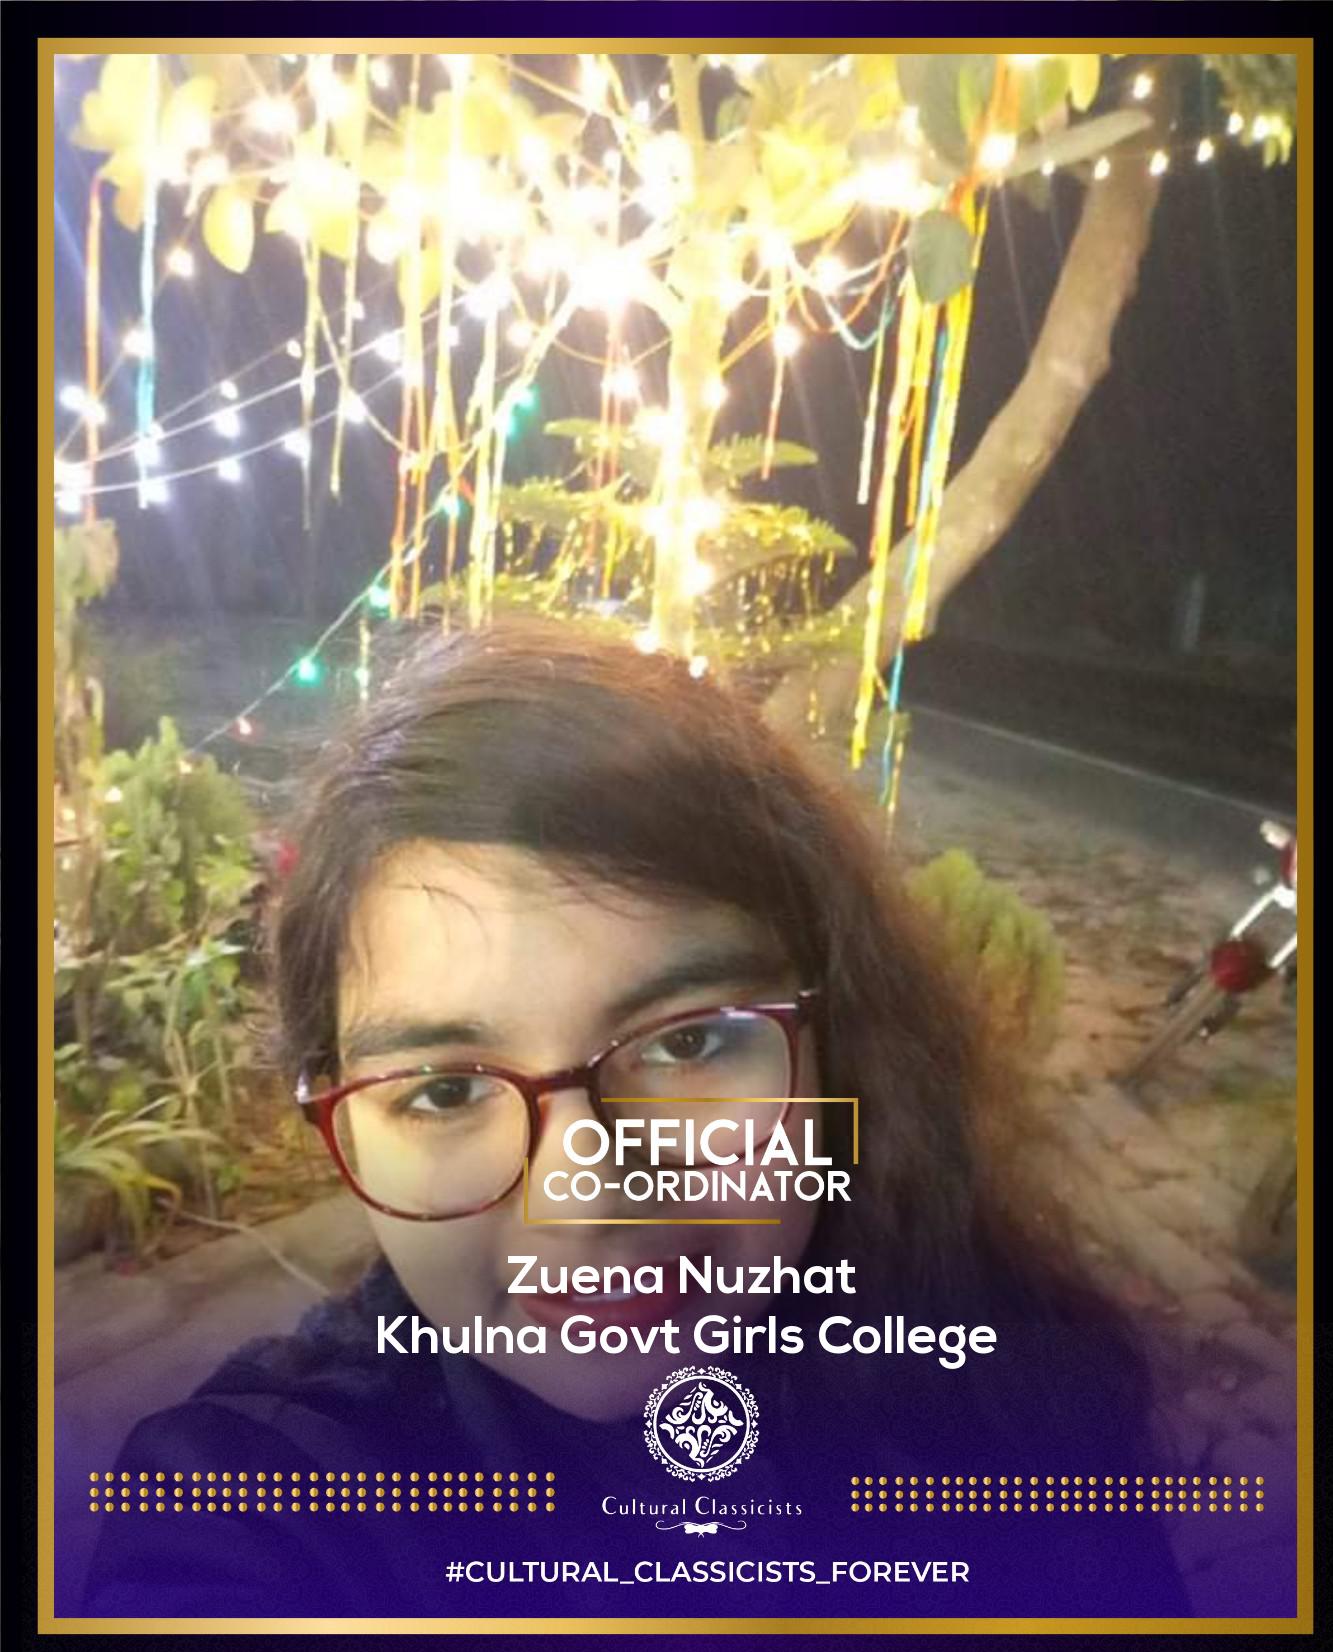 OFFICIAL
CO-ORDINATOR
Zuena Nuzhat
Khulna Govt Girls College
Cultural Classicists
#CULTURAL_CLASSICISTS_FOREVER